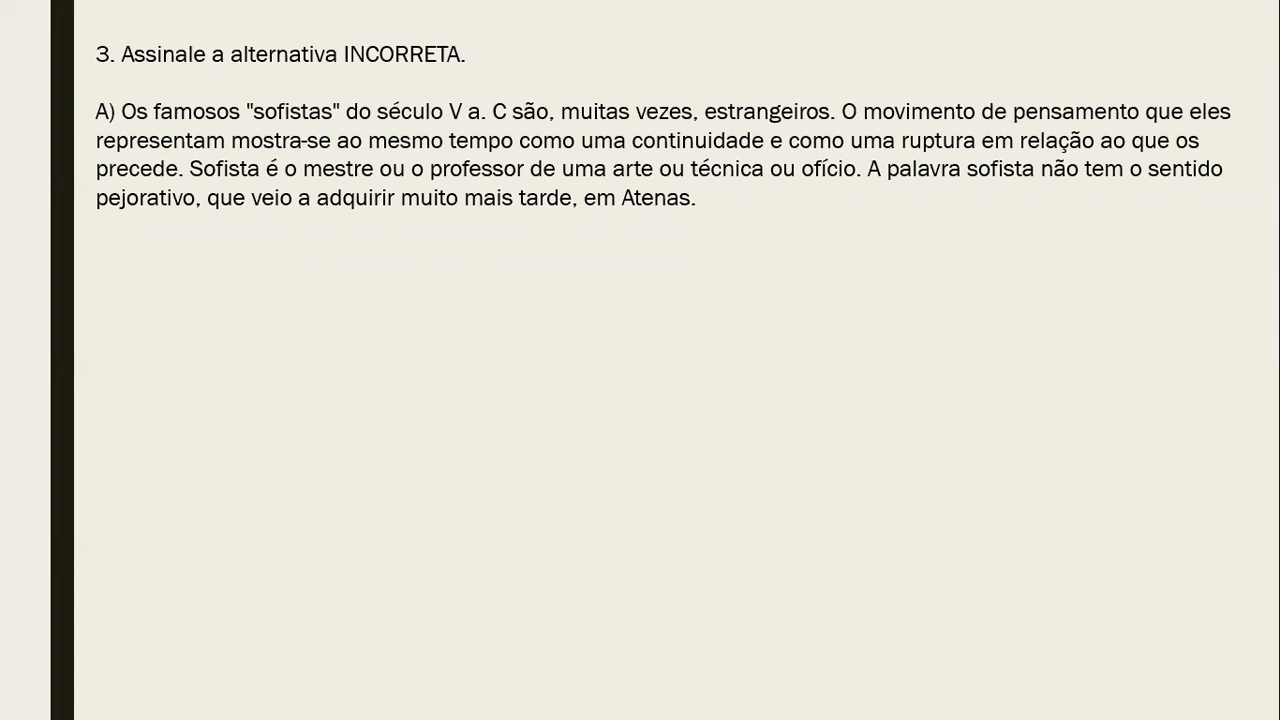 3. Assinale a alternativa INCORRETA.
A) Os famosos "sofistas" do século V a. C são, muitas vezes, estrangeiros. O movimento de pensamento que eles
representam mostra-se ao mesmo tempo como uma continuidade e como uma ruptura em relação ao que os
precede. Sofista é o mestre ou o professor de uma arte ou técnica ou ofício. A palavra sofista não tem o sentido
pejorativo, que veio a adquirir muito mais tarde, em Atenas.